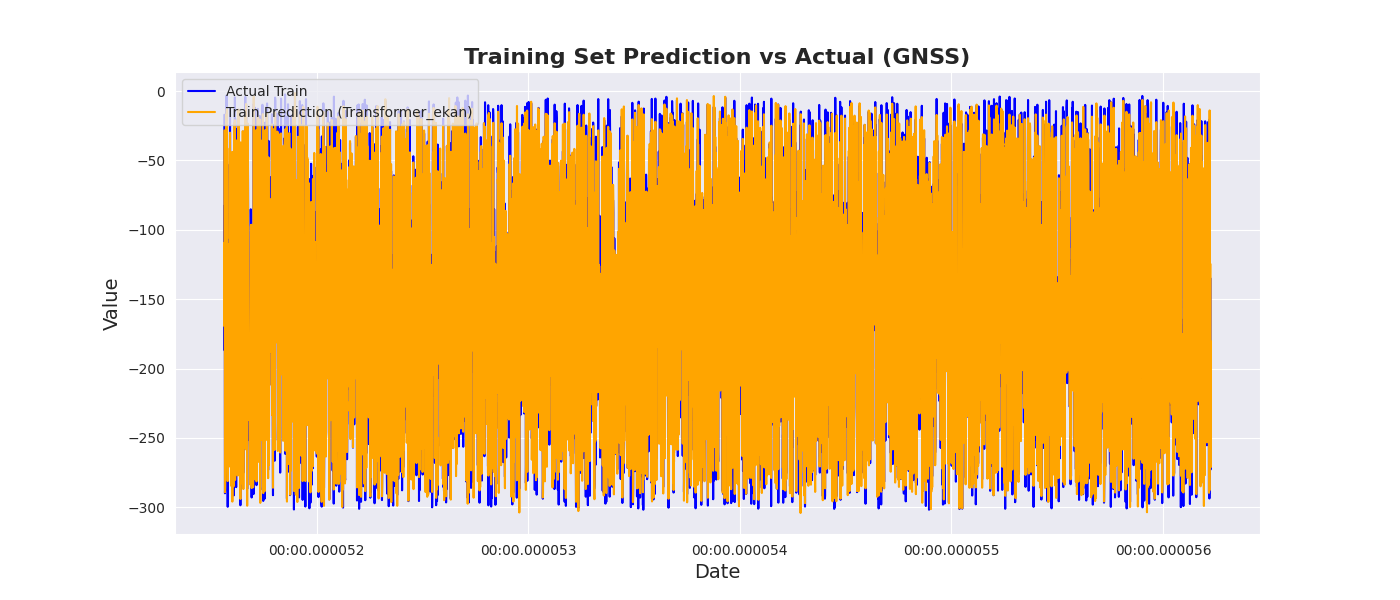 Training Set Prediction vs Actual (GNSS)
Actual Train
Train Prediction (Transformer_ekan)
0
−50
−100
−150
−200
−250
−300
Value
00:00.000052
00:00.000053
00:00.000054
00:00.000055
00:00.000056
Date